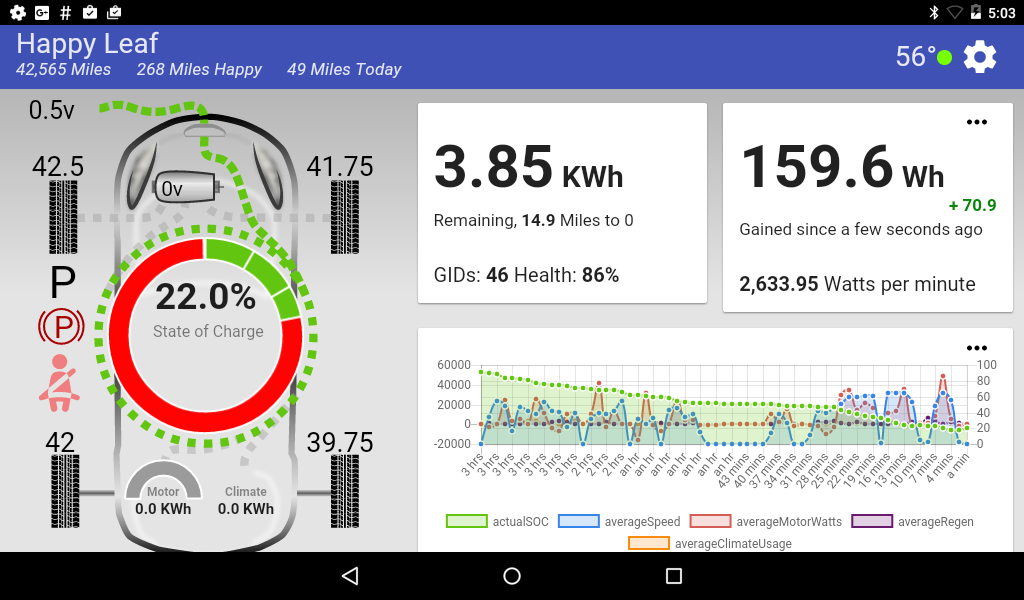 5:03
Happy Leaf
42,565 Miles 268 Miles Happy 49 Miles Today
56°
0.5v
42.5
41.75
0v
P
P
22.0%
State of Charge
42
39.75
Motor
0.0 KWh
Climate
0.0 KWh
3.85 KWh
Remaining, 14.9 Miles to 0
GIDs: 46 Health: 86%
159.6 Wh
+ 70.9
Gained since a few seconds ago
2,633.95 Watts per minute
60000
40000
20000
0
-20000
100
80
60
40
20
0
3 hrs 3 hrs 3 hrs 3 hrs 3 hrs 3 hrs 3 hrs 2 hrs 2 hrs 2 hrs an hr an hr an hr an hr an hr an hr an hr 43 mins 40 mins 37 mins 34 mins 31 mins 28 mins 25 mins 22 mins 19 mins 16 mins 13 mins 10 mins 7 mins 4 mins a min
actualSOC averageSpeed averageMotorWatts averageRegen
averageClimateUsage